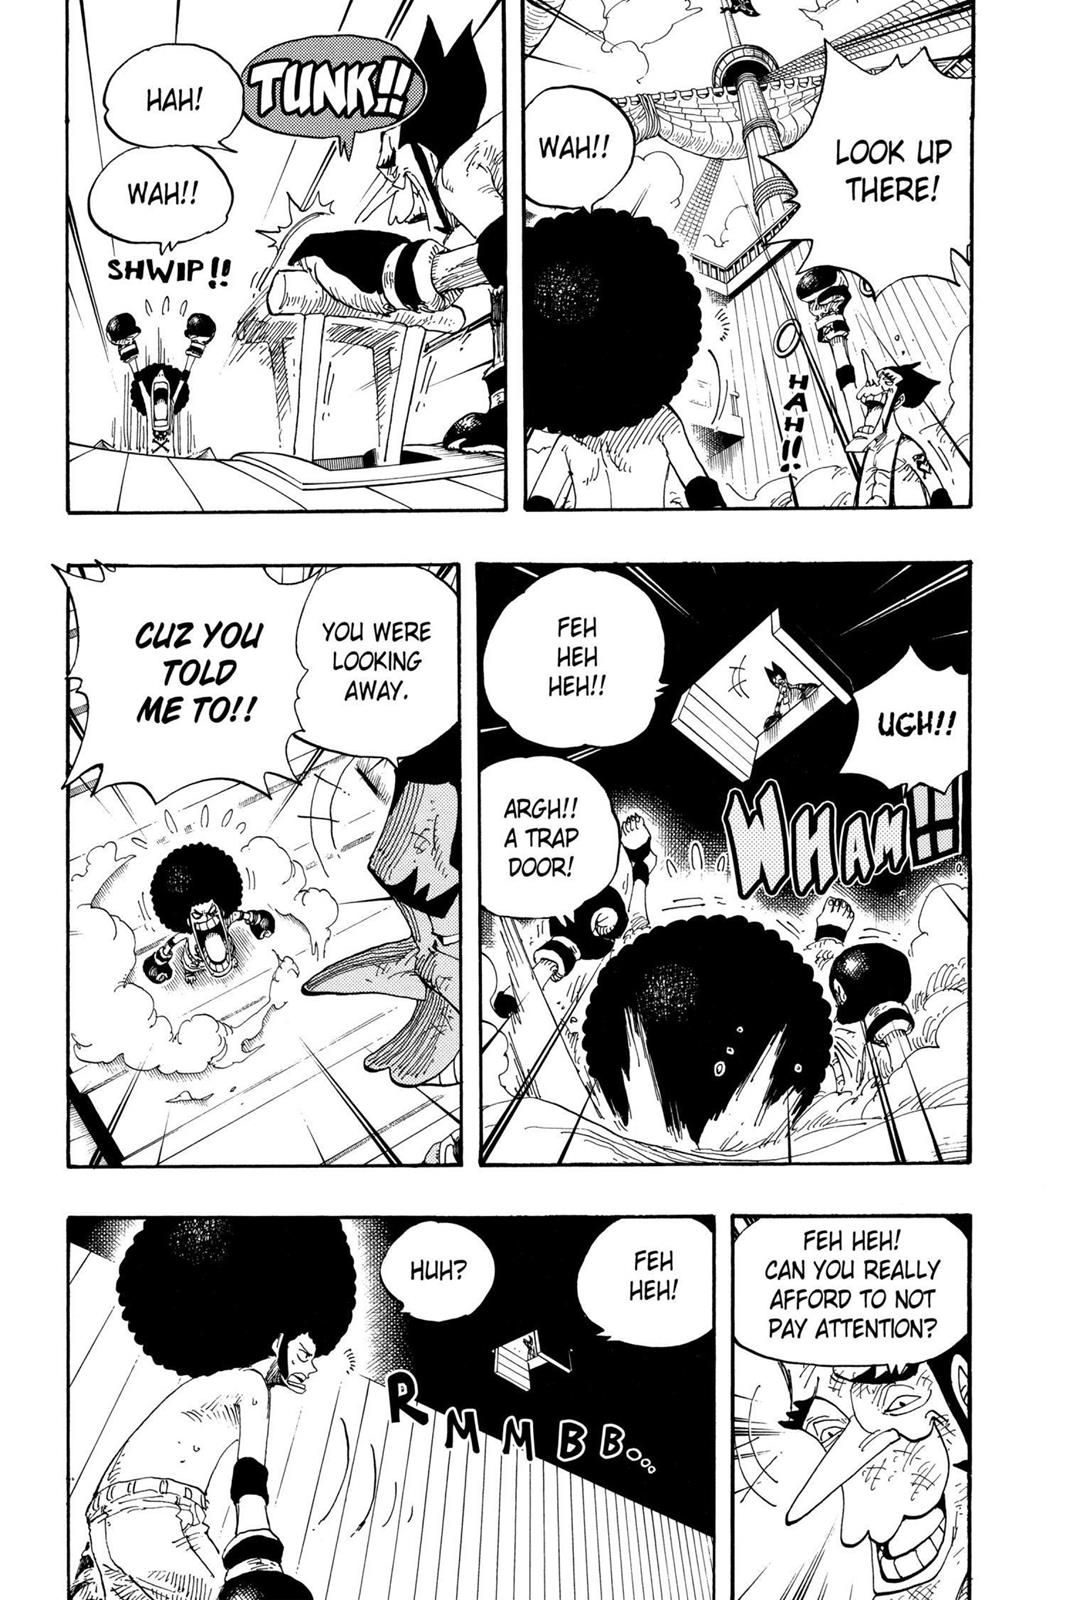 LOOK UP
THERE!
WAH!!
HAH!!
TUNK!!
HAH!
WAH!!
SHWIP!!
UGH!!
WHAM!!
FEH
HEH
HEH!!
ARGH!!
A TRAP
DOOR!
YOU WERE
LOOKING
AWAY.
CUZ YOU
TOLD
ME TO!!
FEH HEH!
CAN YOU REALLY
AFFORD TO NOT
PAY ATTENTION?
FEH
HEH!
HUH?
RMMBB...